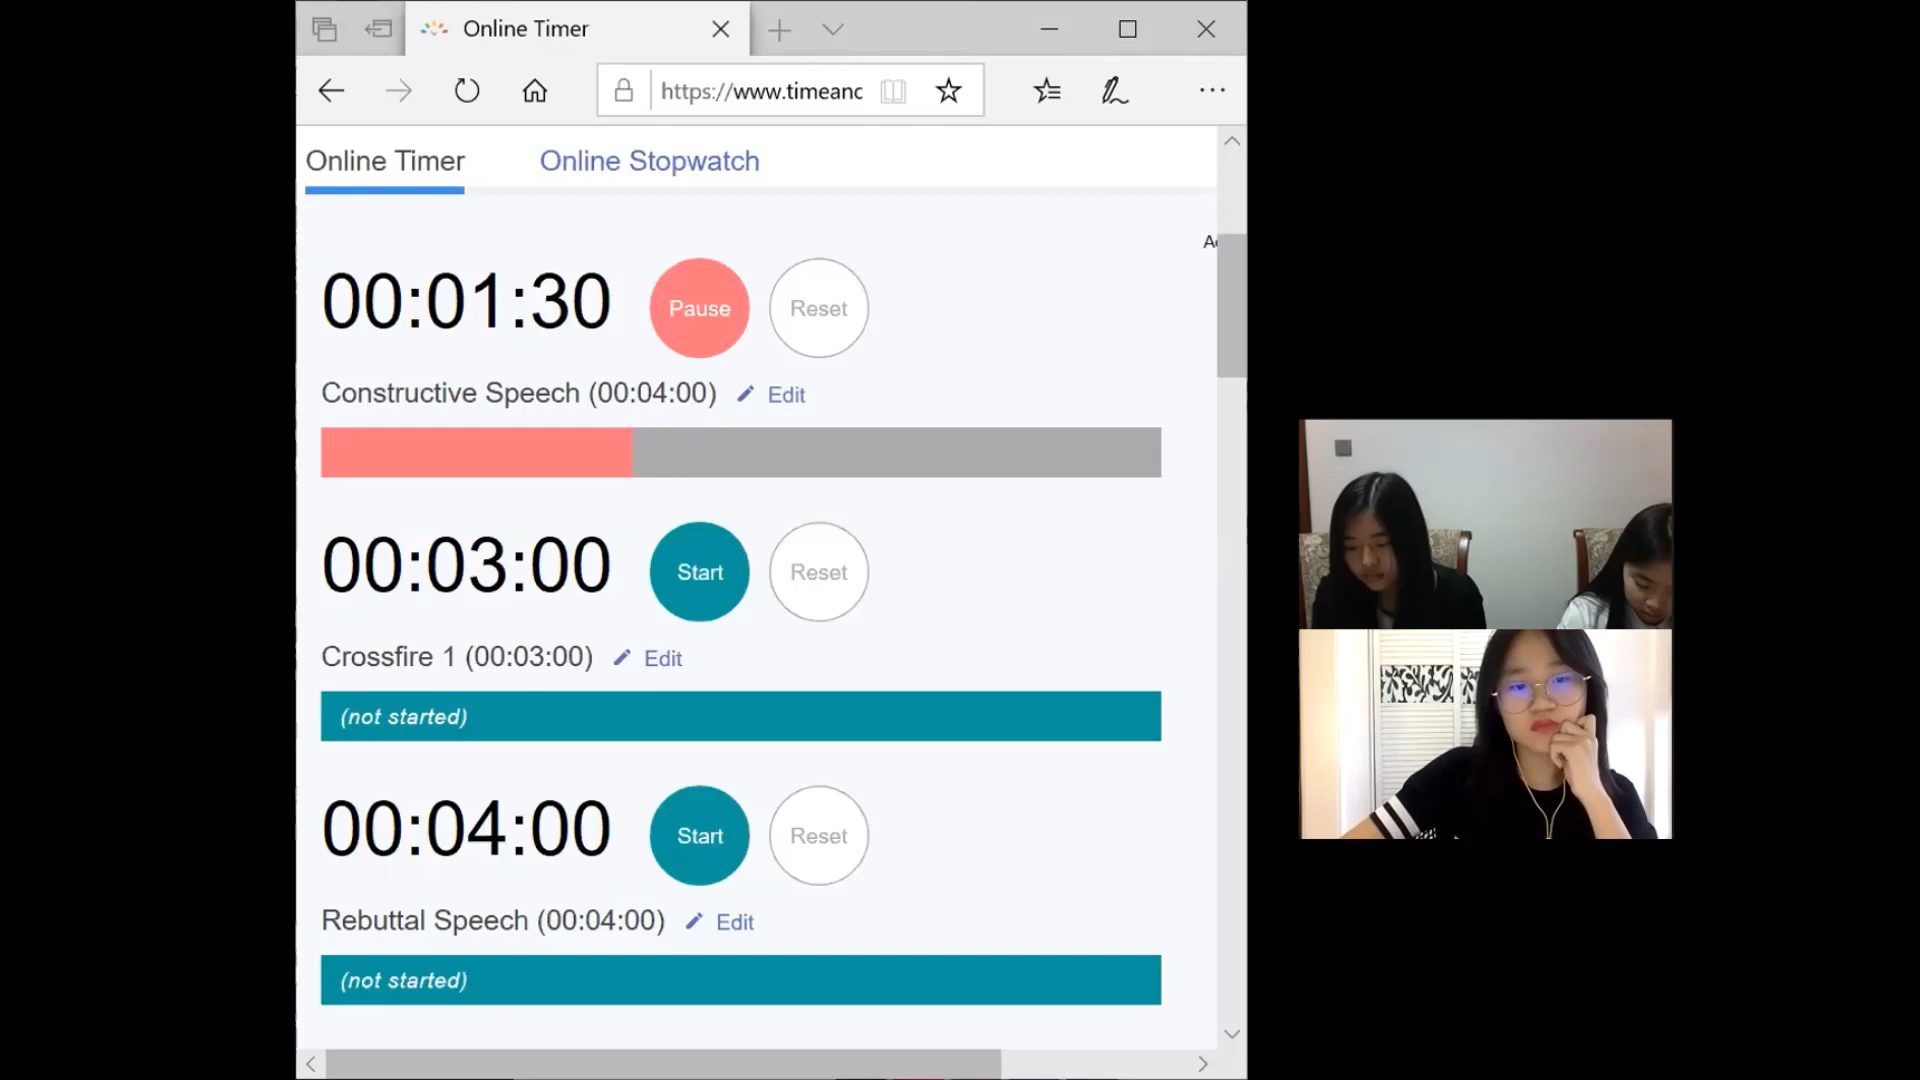 Online Timer
https://www.timeanc
Online Timer Online Stopwatch
00:01:30 Pause Reset
Constructive Speech (00:04:00) Edit
00:03:00 Start Reset
Crossfire 1 (00:03:00) Edit
(not started)
00:04:00 Start Reset
Rebuttal Speech (00:04:00) Edit
(not started)